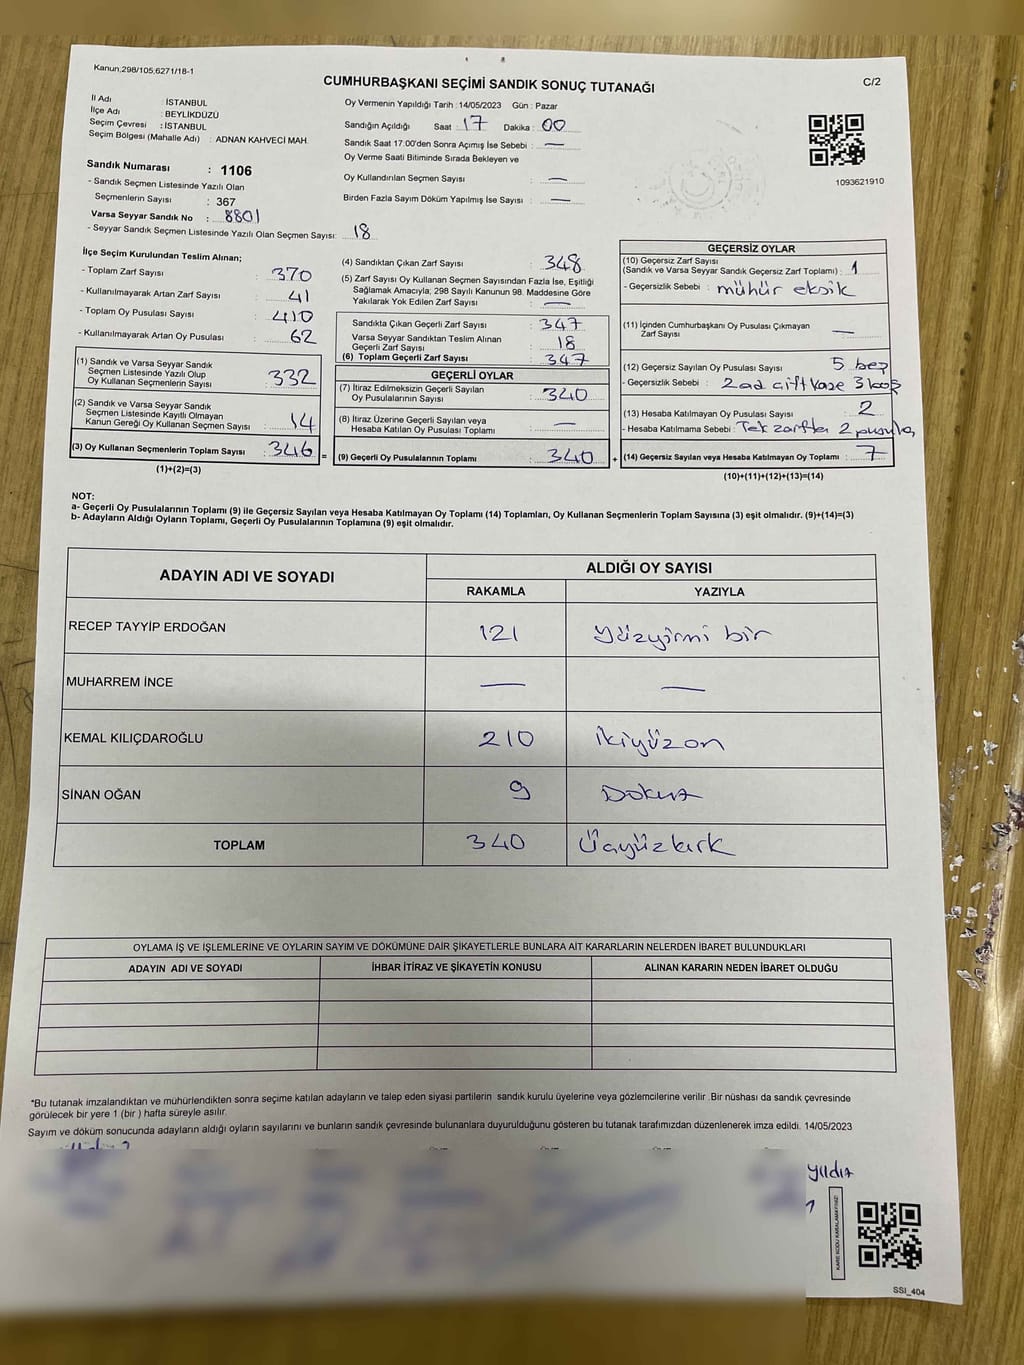 Kanun,298/105,6271/18-1
CUMHURBAŞKANI SEÇİMİ SANDIK SONUÇ TUTANAĞI
C/2
İl Adı : İSTANBUL
İlçe Adı : BEYLİKDÜZÜ
Seçim Çevresi : İSTANBUL
Seçim Bölgesi (Mahalle Adı) : ADNAN KAHVECİ MAH.
Sandık Numarası : 1106
- Sandık Seçmen Listesinde Yazılı Olan
Seçmenlerin Sayısı : 367
Varsa Seyyar Sandık No : 8801
- Seyyar Sandık Seçmen Listesinde Yazılı Olan Seçmen Sayısı: 18
Oy Vermenin Yapıldığı Tarih : 14/05/2023 Gün : Pazar
Sandığın Açıldığı Saat : 17 Dakika : 00
Sandık Saat 17:00'den Sonra Açımış İse Sebebi : —
Oy Verme Saati Bitiminde Sırada Bekleyen ve
Oy Kullandırılan Seçmen Sayısı : —
Birden Fazla Sayım Döküm Yapılmış İse Sayısı : —
1093621910
İlçe Seçim Kurulundan Teslim Alınan;
- Toplam Zarf Sayısı : 370
- Kullanılmayarak Artan Zarf Sayısı : 41
- Toplam Oy Pusulası Sayısı : 410
- Kullanılmayarak Artan Oy Pusulası : 62
(1) Sandık ve Varsa Seyyar Sandık
Seçmen Listesinde Yazılı Olup
Oy Kullanan Seçmenlerin Sayısı : 332
(2) Sandık ve Varsa Seyyar Sandık
Seçmen Listesinde Kayıtlı Olmayan
Kanun Gereği Oy Kullanan Seçmen Sayısı : 14
(3) Oy Kullanan Seçmenlerin Toplam Sayısı : 346
(1)+(2)=(3)
(4) Sandıktan Çıkan Zarf Sayısı : 348
(5) Zarf Sayısı Oy Kullanan Seçmen Sayısından Fazla İse, Eşitliği
Sağlamak Amacıyla; 298 Sayılı Kanunun 98. Maddesine Göre
Yakılarak Yok Edilen Zarf Sayısı : —
Sandıkta Çıkan Geçerli Zarf Sayısı : 347
Varsa Seyyar Sandıktan Teslim Alınan
Geçerli Zarf Sayısı : 18
(6) Toplam Geçerli Zarf Sayısı : 347
GEÇERLİ OYLAR
(7) İtiraz Edilmeksizin Geçerli Sayılan
Oy Pusulalarının Sayısı : 340
(8) İtiraz Üzerine Geçerli Sayılan veya
Hesaba Katılan Oy Pusulası Toplamı : —
= (9) Geçerli Oy Pusulalarının Toplamı : 340
GEÇERSİZ OYLAR
(10) Geçersiz Zarf Sayısı
(Sandık ve Varsa Seyyar Sandık Geçersiz Zarf Toplamı) : 1
- Geçersizlik Sebebi : mühür eksik
(11) İçinden Cumhurbaşkanı Oy Pusulası Çıkmayan
Zarf Sayısı : —
(12) Geçersiz Sayılan Oy Pusulası Sayısı : 5 beş
- Geçersizlik Sebebi : 2 ad çift kaşe 3 boş
(13) Hesaba Katılmayan Oy Pusulası Sayısı : 2
- Hesaba Katılmama Sebebi : Tek zarfta 2 pusula
+ (14) Geçersiz Sayılan veya Hesaba Katılmayan Oy Toplamı : 7
(10)+(11)+(12)+(13)=(14)
NOT:
a- Geçerli Oy Pusulalarının Toplamı (9) ile Geçersiz Sayılan veya Hesaba Katılmayan Oy Toplamı (14) Toplamları, Oy Kullanan Seçmenlerin Toplam Sayısına (3) eşit olmalıdır. (9)+(14)=(3)
b- Adayların Aldığı Oyların Toplamı, Geçerli Oy Pusulalarının Toplamına (9) eşit olmalıdır.
ADAYIN ADI VE SOYADI ALDIĞI OY SAYISI
RAKAMLA YAZIYLA
RECEP TAYYİP ERDOĞAN 121 Yüzyirmi bir
MUHARREM İNCE — —
KEMAL KILIÇDAROĞLU 210 İkiyüzon
SİNAN OĞAN 9 Dokuz
TOPLAM 340 Üçyüzkırk
OYLAMA İŞ VE İŞLEMLERİNE VE OYLARIN SAYIM VE DÖKÜMÜNE DAİR ŞİKAYETLERLE BUNLARA AİT KARARLARIN NELERDEN İBARET BULUNDUKLARI
ADAYIN ADI VE SOYADI İHBAR İTİRAZ VE ŞİKAYETİN KONUSU ALINAN KARARIN NEDEN İBARET OLDUĞU
*Bu tutanak imzalandıktan ve mühürlendikten sonra seçime katılan adayların ve talep eden siyasi partilerin sandık kurulu üyelerine veya gözlemcilerine verilir .Bir nüshası da sandık çevresinde
görülecek bir yere 1 (bir ) hafta süreyle asılır.
Sayım ve döküm sonucunda adayların aldığı oyların sayılarını ve bunların sandık çevresinde bulunanlara duyurulduğunu gösteren bu tutanak tarafımızdan düzenlenerek imza edildi. 14/05/2023
yıldız
KARE KODU KARALAMAYINIZ!
SSI_404